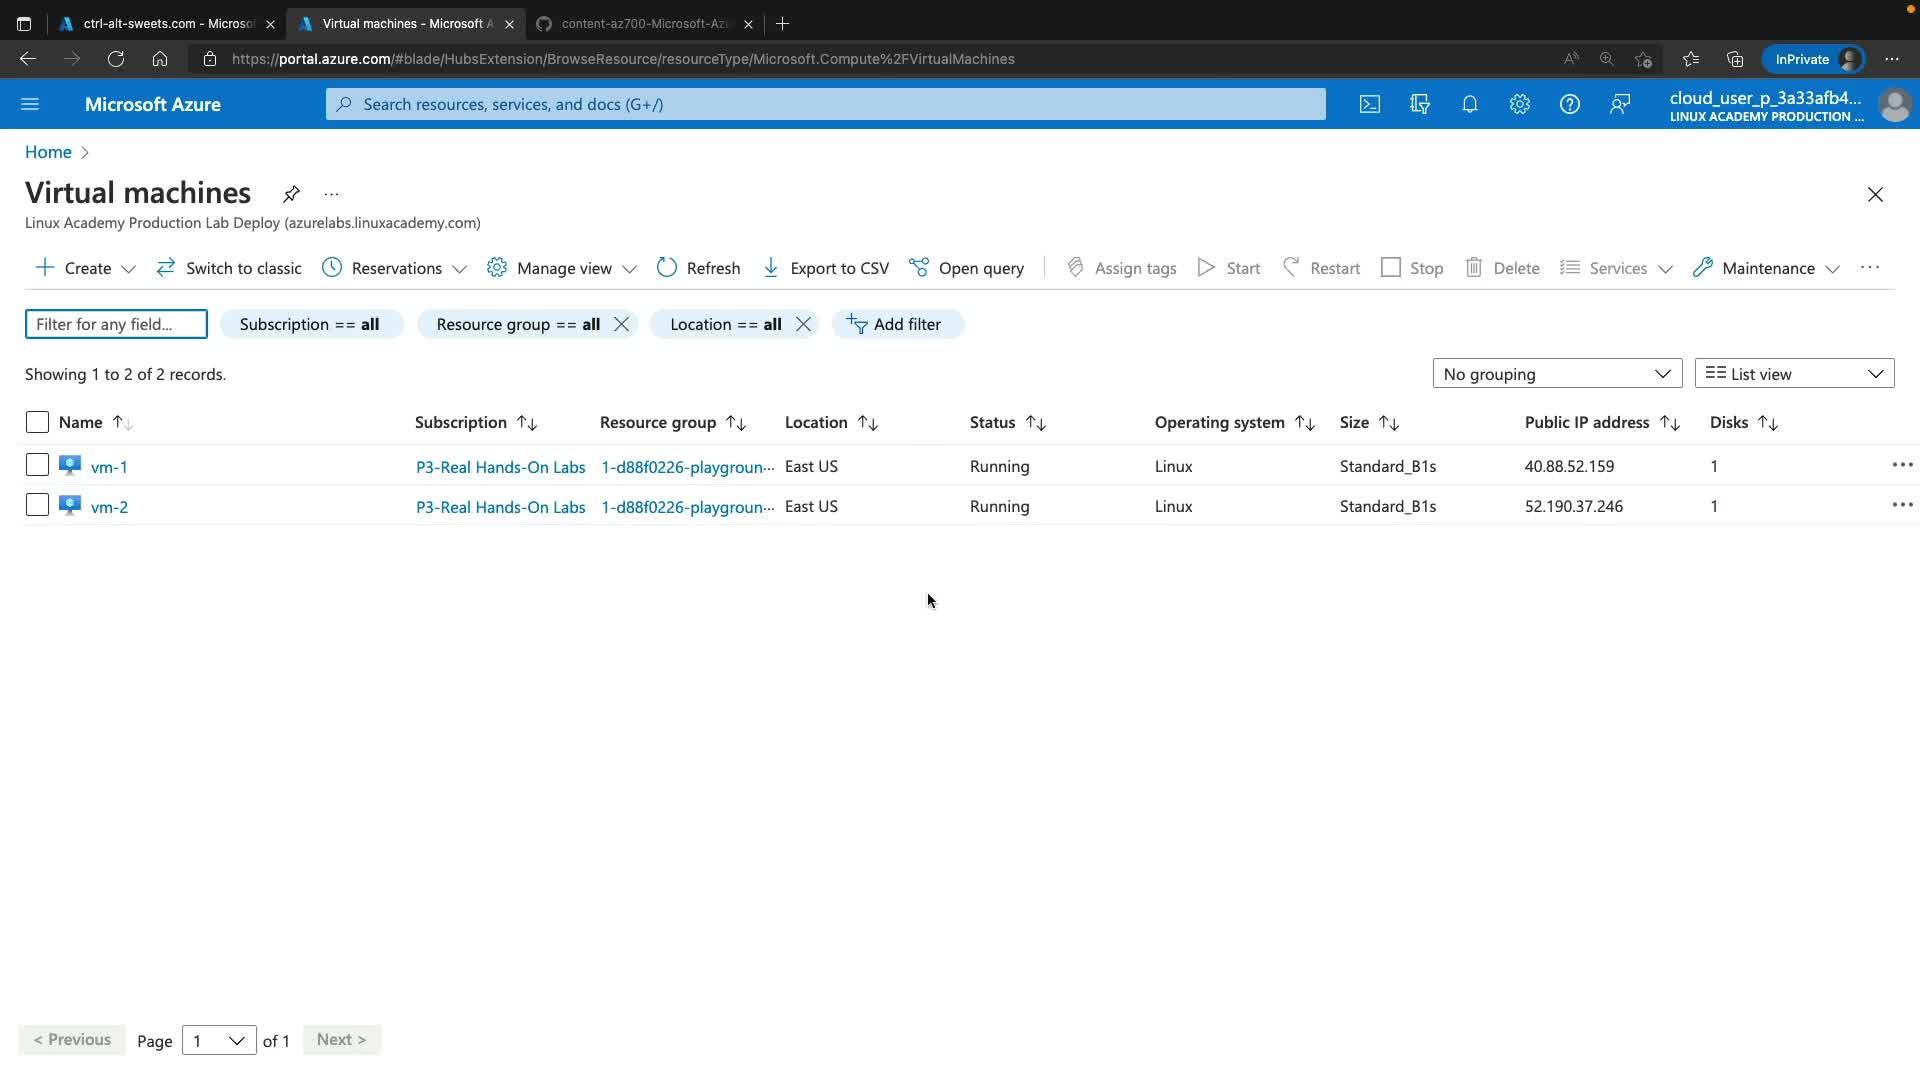 ctrl-alt-sweets.com - Microso
Virtual machines - Microsoft A
content-az700-Microsoft-Az
https://portal.azure.com/#blade/HubsExtension/BrowseResource/resourceType/Microsoft.Compute%2FVirtualMachines
InPrivate
Microsoft Azure
Search resources, services, and docs (G+/)
cloud_user_p_3a33afb4...
LINUX ACADEMY PRODUCTION ...
Home
Virtual machines
Linux Academy Production Lab Deploy (azurelabs.linuxacademy.com)
Create Switch to classic Reservations Manage view Refresh Export to CSV Open query Assign tags Start Restart Stop Delete Services Maintenance
Filter for any field... Subscription == all Resource group == all Location == all Add filter
Showing 1 to 2 of 2 records.
No grouping List view
Name Subscription Resource group Location Status Operating system Size Public IP address Disks
vm-1 P3-Real Hands-On Labs 1-d88f0226-playgroun... East US Running Linux Standard_B1s 40.88.52.159 1
vm-2 P3-Real Hands-On Labs 1-d88f0226-playgroun... East US Running Linux Standard_B1s 52.190.37.246 1
< Previous Page 1 of 1 Next >